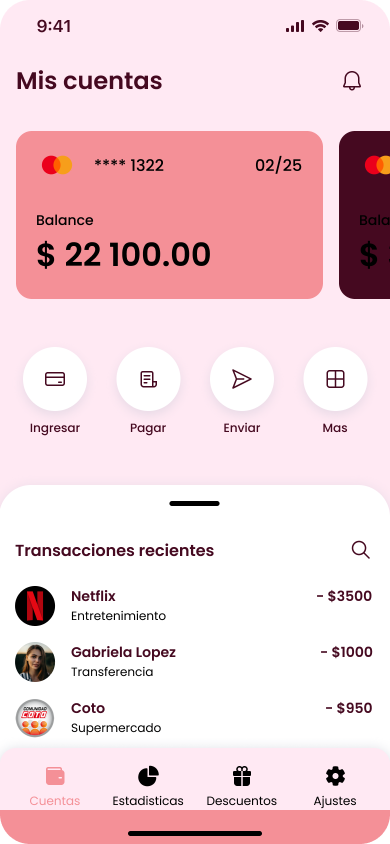 9:41
Mis cuentas
**** 1322 02/25
Balance
$ 22 100.00
Bala
$
Ingresar Pagar Enviar Mas
Transacciones recientes
Netflix - $3500
Entretenimiento
Gabriela Lopez - $1000
Transferencia
COMUNIDAD
COTO
Coto - $950
Supermercado
Cuentas Estadisticas Descuentos Ajustes